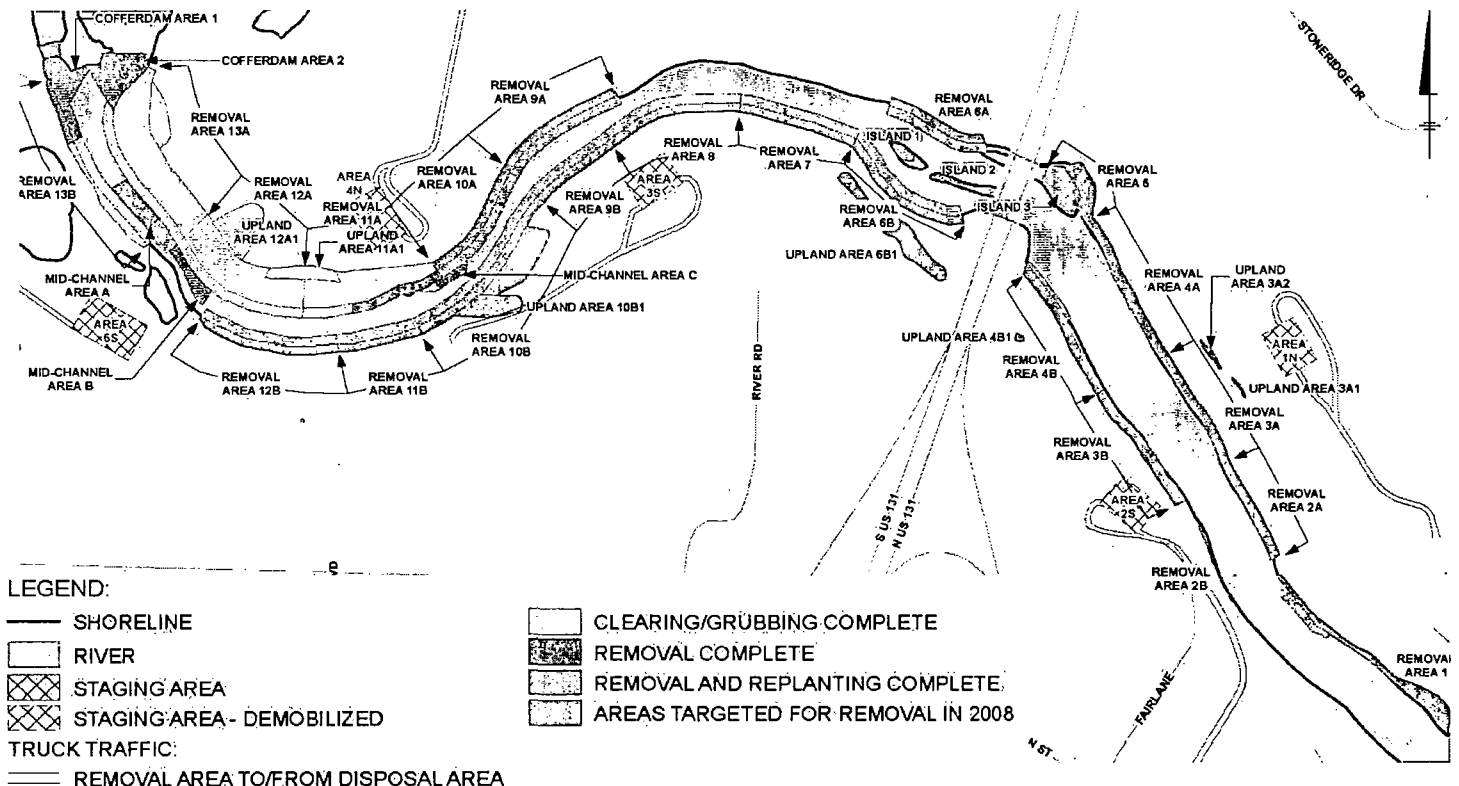 COFFERDAM AREA 1
COFFERDAM AREA 2
REMOVAL
AREA 13A
REMOVAL
AREA 9A
REMOVAL
AREA 6A
STONERIDGE DR
ISLAND 1
ISLAND 2
ISLAND 3
REMOVAL
AREA 5
REMOVAL
AREA 8
REMOVAL
AREA 7
REMOVAL
AREA 13B
REMOVAL
AREA 12A
AREA
4N
REMOVAL
AREA 10A
REMOVAL
AREA 11A
AREA
3S
REMOVAL
AREA 9B
REMOVAL
AREA 6B
UPLAND
AREA 12A1
UPLAND
AREA 11A1
UPLAND AREA 6B1
MID-CHANNEL
AREA A
MID-CHANNEL AREA C
REMOVAL
AREA 4A
UPLAND
AREA 3A2
AREA
6S
UPLAND AREA 10B1
UPLAND AREA 4B1
AREA
1N
MID-CHANNEL
AREA B
REMOVAL
AREA 12B
REMOVAL
AREA 11B
REMOVAL
AREA 10B
RIVER RD
REMOVAL
AREA 4B
UPLAND AREA 3A1
REMOVAL
AREA 3A
REMOVAL
AREA 3B
S US 131
N US 131
AREA
2S
REMOVAL
AREA 2A
REMOVAL
AREA 2B
REMOVAL
AREA 1
FAIRLANE
N ST
LEGEND:
SHORELINE
RIVER
STAGING AREA
STAGING AREA - DEMOBILIZED
TRUCK TRAFFIC:
REMOVAL AREA TO/FROM DISPOSAL AREA
CLEARING/GRUBBING COMPLETE
REMOVAL COMPLETE
REMOVAL AND REPLANTING COMPLETE
AREAS TARGETED FOR REMOVAL IN 2008